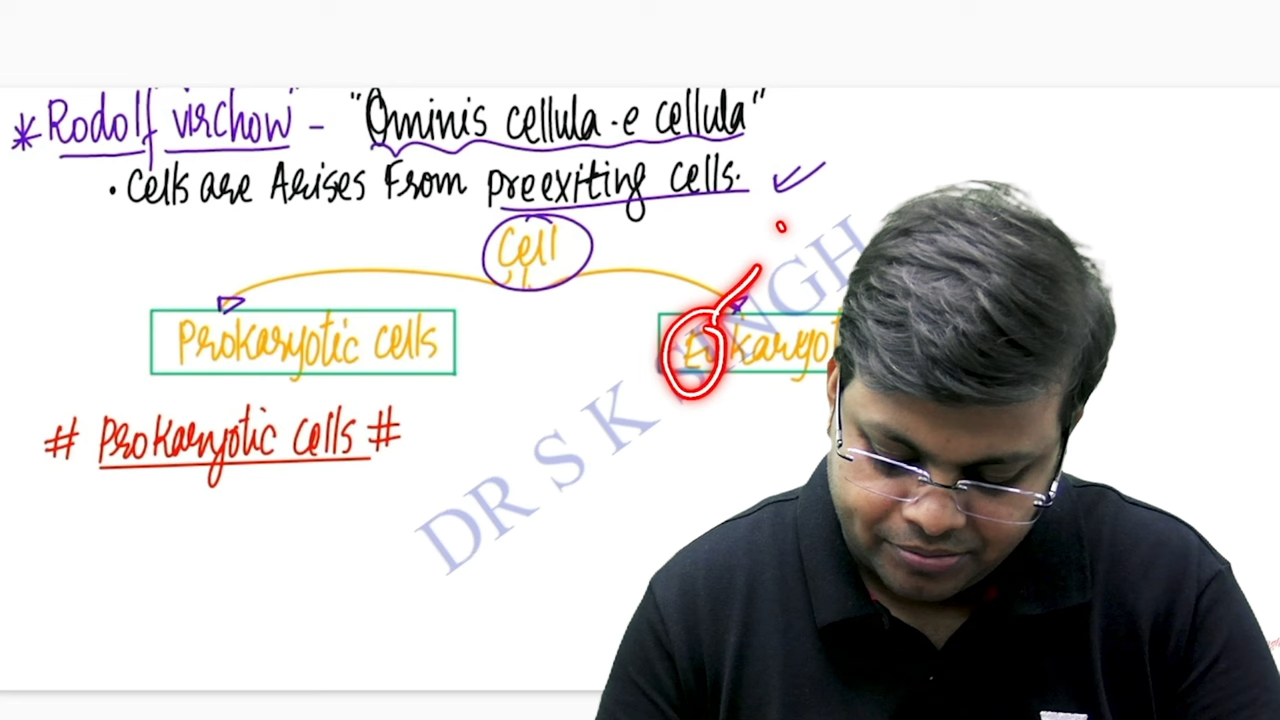 * Rodolf virchow" - "Ominis cellula - e cellula"
• Cells are Arises From preexiting cells.
Cell
Prokaryotic cells
# Prokaryotic cells #
DR S K SINGH